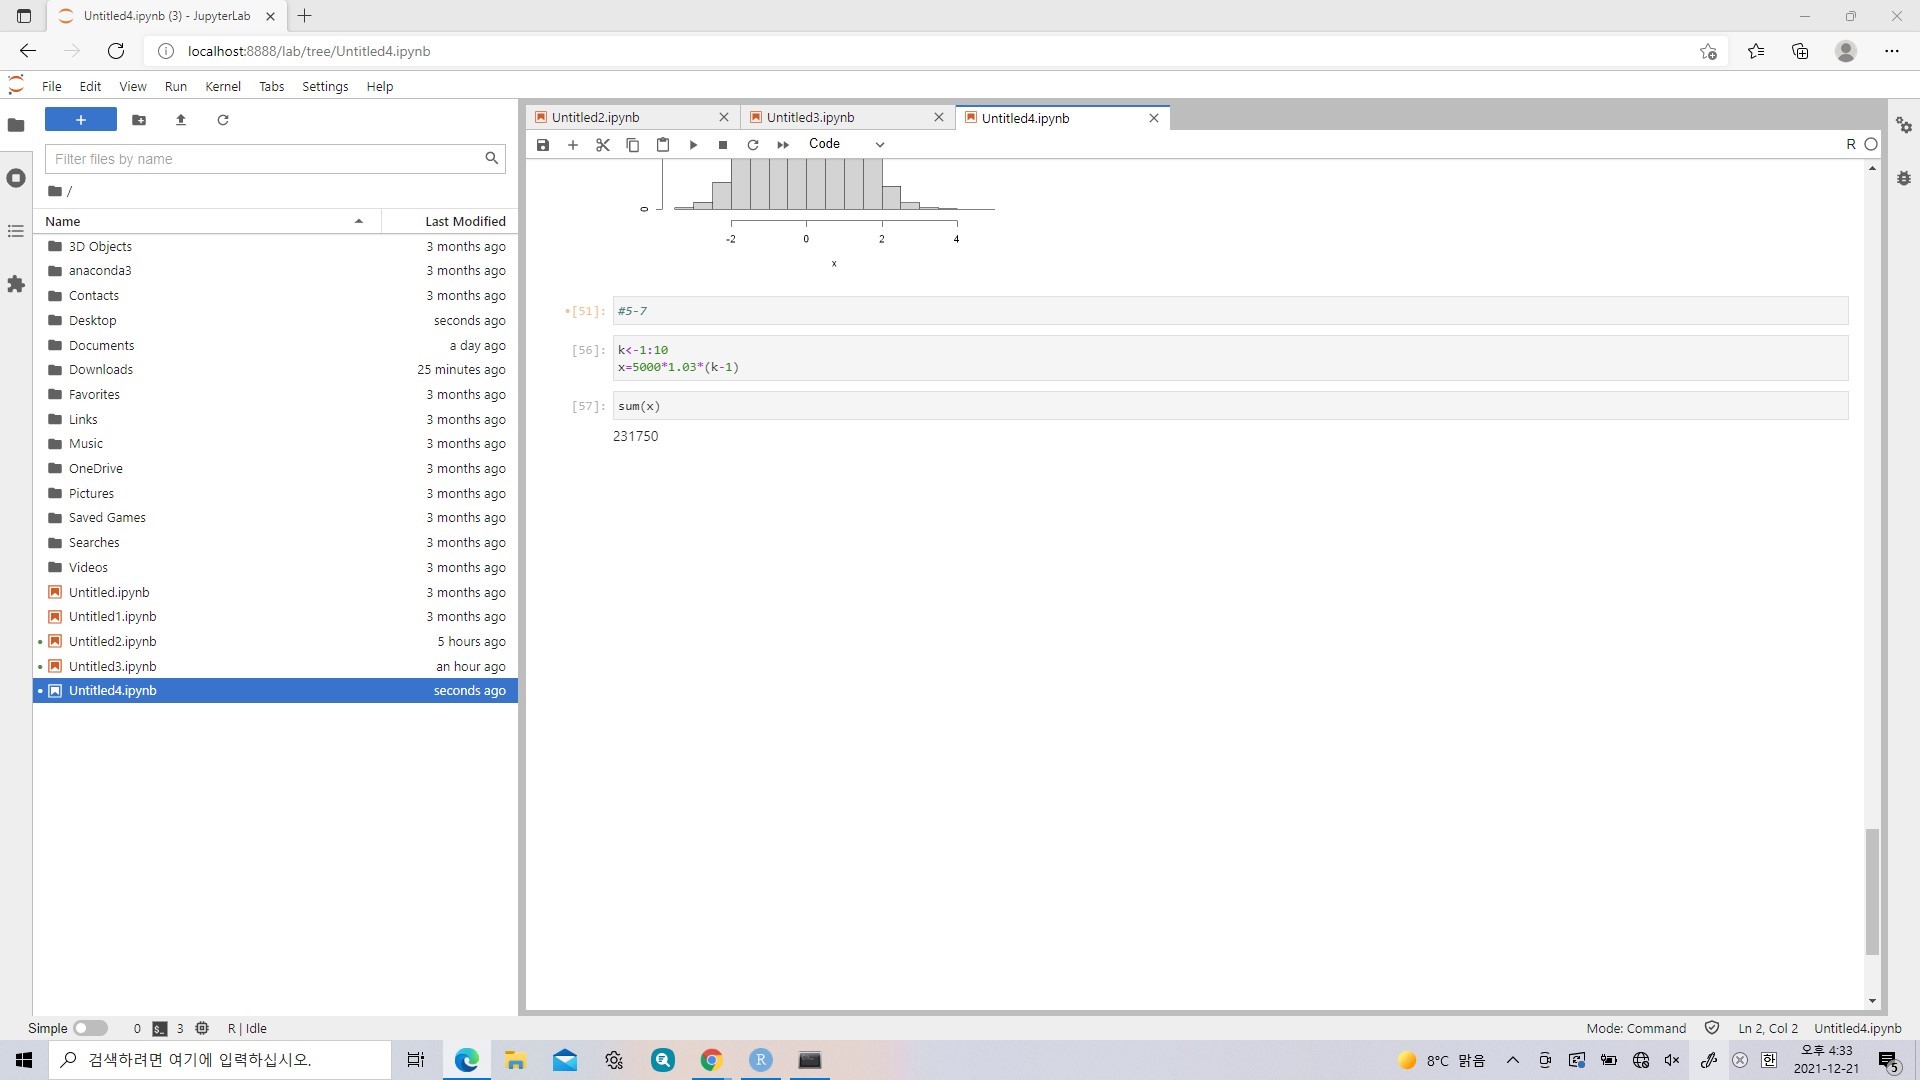 Untitled4.ipynb (3) - JupyterLab
localhost:8888/lab/tree/Untitled4.ipynb
File Edit View Run Kernel Tabs Settings Help
Filter files by name
/
Name Last Modified
3D Objects 3 months ago
anaconda3 3 months ago
Contacts 3 months ago
Desktop seconds ago
Documents a day ago
Downloads 25 minutes ago
Favorites 3 months ago
Links 3 months ago
Music 3 months ago
OneDrive 3 months ago
Pictures 3 months ago
Saved Games 3 months ago
Searches 3 months ago
Videos 3 months ago
Untitled.ipynb 3 months ago
Untitled1.ipynb 3 months ago
Untitled2.ipynb 5 hours ago
Untitled3.ipynb an hour ago
Untitled4.ipynb seconds ago
Untitled2.ipynb Untitled3.ipynb Untitled4.ipynb
Code R
0
-2 0 2 4
x
•[51]: #5-7
[56]: k<-1:10
x=5000*1.03*(k-1)
[57]: sum(x)
231750
Simple 0 $_ 3 R | Idle Mode: Command Ln 2, Col 2 Untitled4.ipynb
검색하려면 여기에 입력하십시오.
R
8°C 맑음
한
오후 4:33
2021-12-21
5